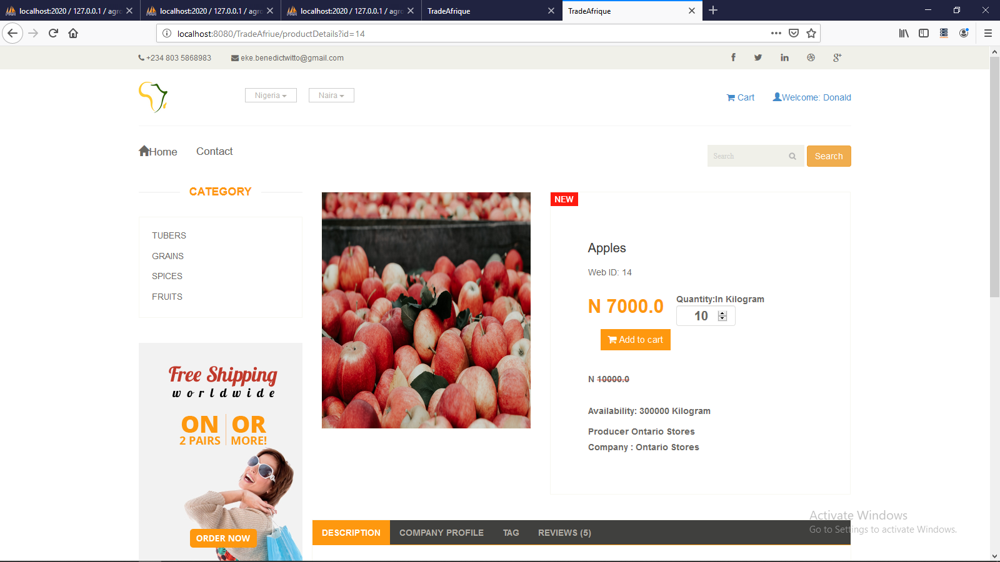 localhost:2020 / 127.0.0.1 / agro
localhost:2020 / 127.0.0.1 / agro
localhost:2020 / 127.0.0.1 / agro
TradeAfrique
TradeAfrique
localhost:8080/TradeAfriue/productDetails?id=14
+234 803 5868983
eke.benedictwitto@gmail.com
Nigeria
Naira
Cart
Welcome: Donald
Home
Contact
Search
Search
CATEGORY
TUBERS
GRAINS
SPICES
FRUITS
Free Shipping
worldwide
ON OR
2 PAIRS MORE!
ORDER NOW
NEW
Apples
Web ID: 14
N 7000.0
Quantity:In Kilogram
10
Add to cart
N 10000.0
Availability: 300000 Kilogram
Producer Ontario Stores
Company : Ontario Stores
DESCRIPTION
COMPANY PROFILE
TAG
REVIEWS (5)
Activate Windows
Go to Settings to activate Windows.